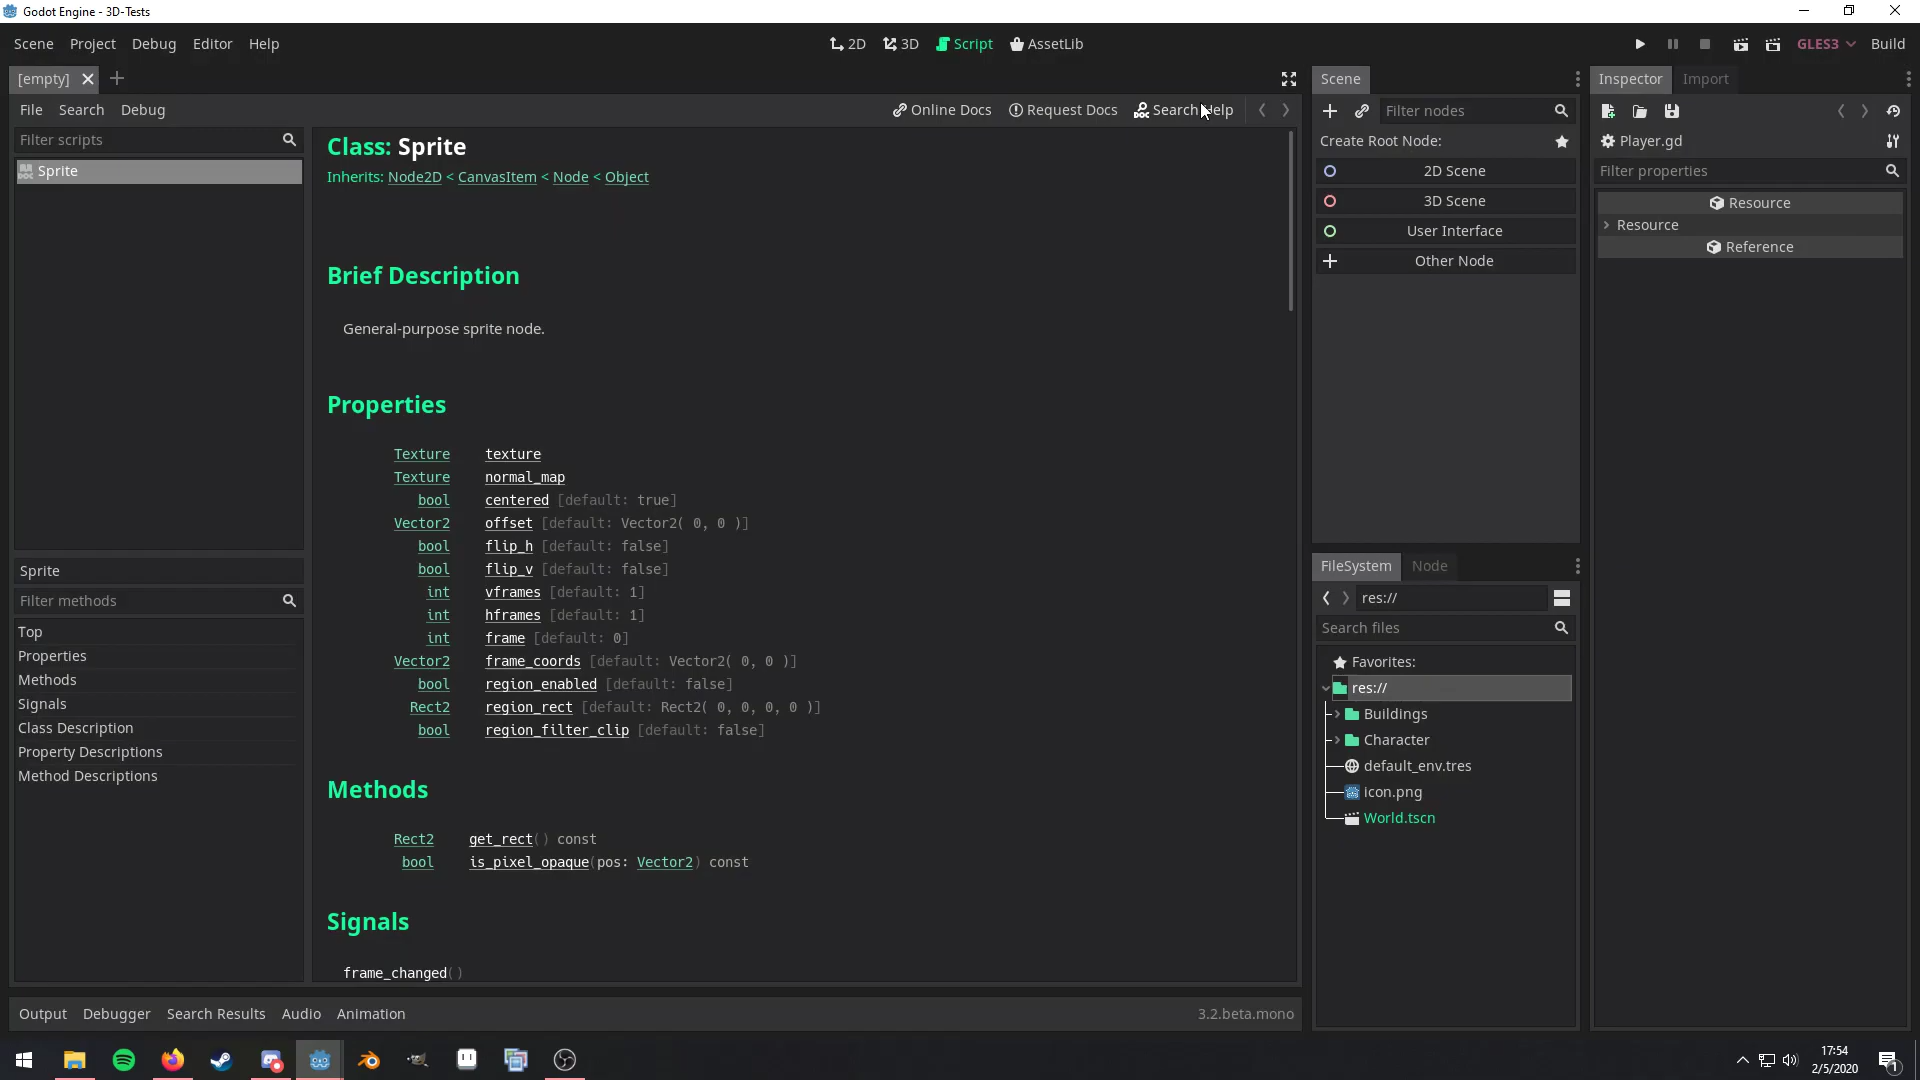 Godot Engine - 3D-Tests
Scene Project Debug Editor Help
2D 3D Script AssetLib
GLES3 Build
[empty]
File Search Debug
Online Docs Request Docs Search Help
Filter scripts
Sprite
Sprite
Filter methods
Top
Properties
Methods
Signals
Class Description
Property Descriptions
Method Descriptions
Class: Sprite
Inherits: Node2D < CanvasItem < Node < Object
Brief Description
General-purpose sprite node.
Properties
Texture texture
Texture normal_map
bool centered [default: true]
Vector2 offset [default: Vector2( 0, 0 )]
bool flip_h [default: false]
bool flip_v [default: false]
int vframes [default: 1]
int hframes [default: 1]
int frame [default: 0]
Vector2 frame_coords [default: Vector2( 0, 0 )]
bool region_enabled [default: false]
Rect2 region_rect [default: Rect2( 0, 0, 0, 0 )]
bool region_filter_clip [default: false]
Methods
Rect2 get_rect() const
bool is_pixel_opaque(pos: Vector2) const
Signals
frame_changed()
Output Debugger Search Results Audio Animation
3.2.beta.mono
Scene
Filter nodes
Create Root Node:
2D Scene
3D Scene
User Interface
Other Node
FileSystem Node
res://
Search files
Favorites:
res://
Buildings
Character
default_env.tres
icon.png
World.tscn
Inspector Import
Player.gd
Filter properties
Resource
Resource
Reference
17:54
2/5/2020
1